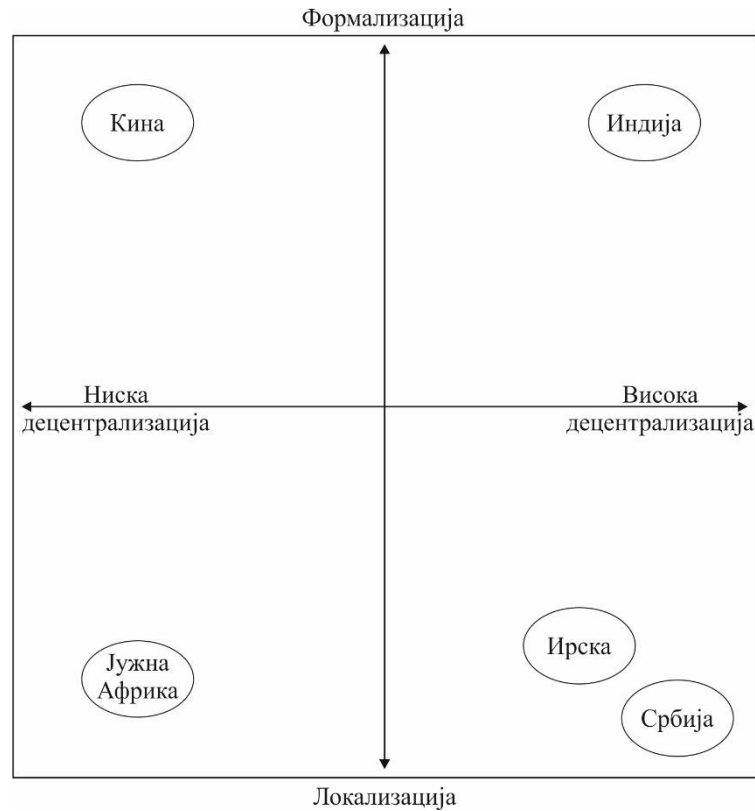 Формализација
Кина
Индија
Ниска
децентрализација
Висока
децентрализација
Ирска
Јужна
Африка
Србија
Локализација